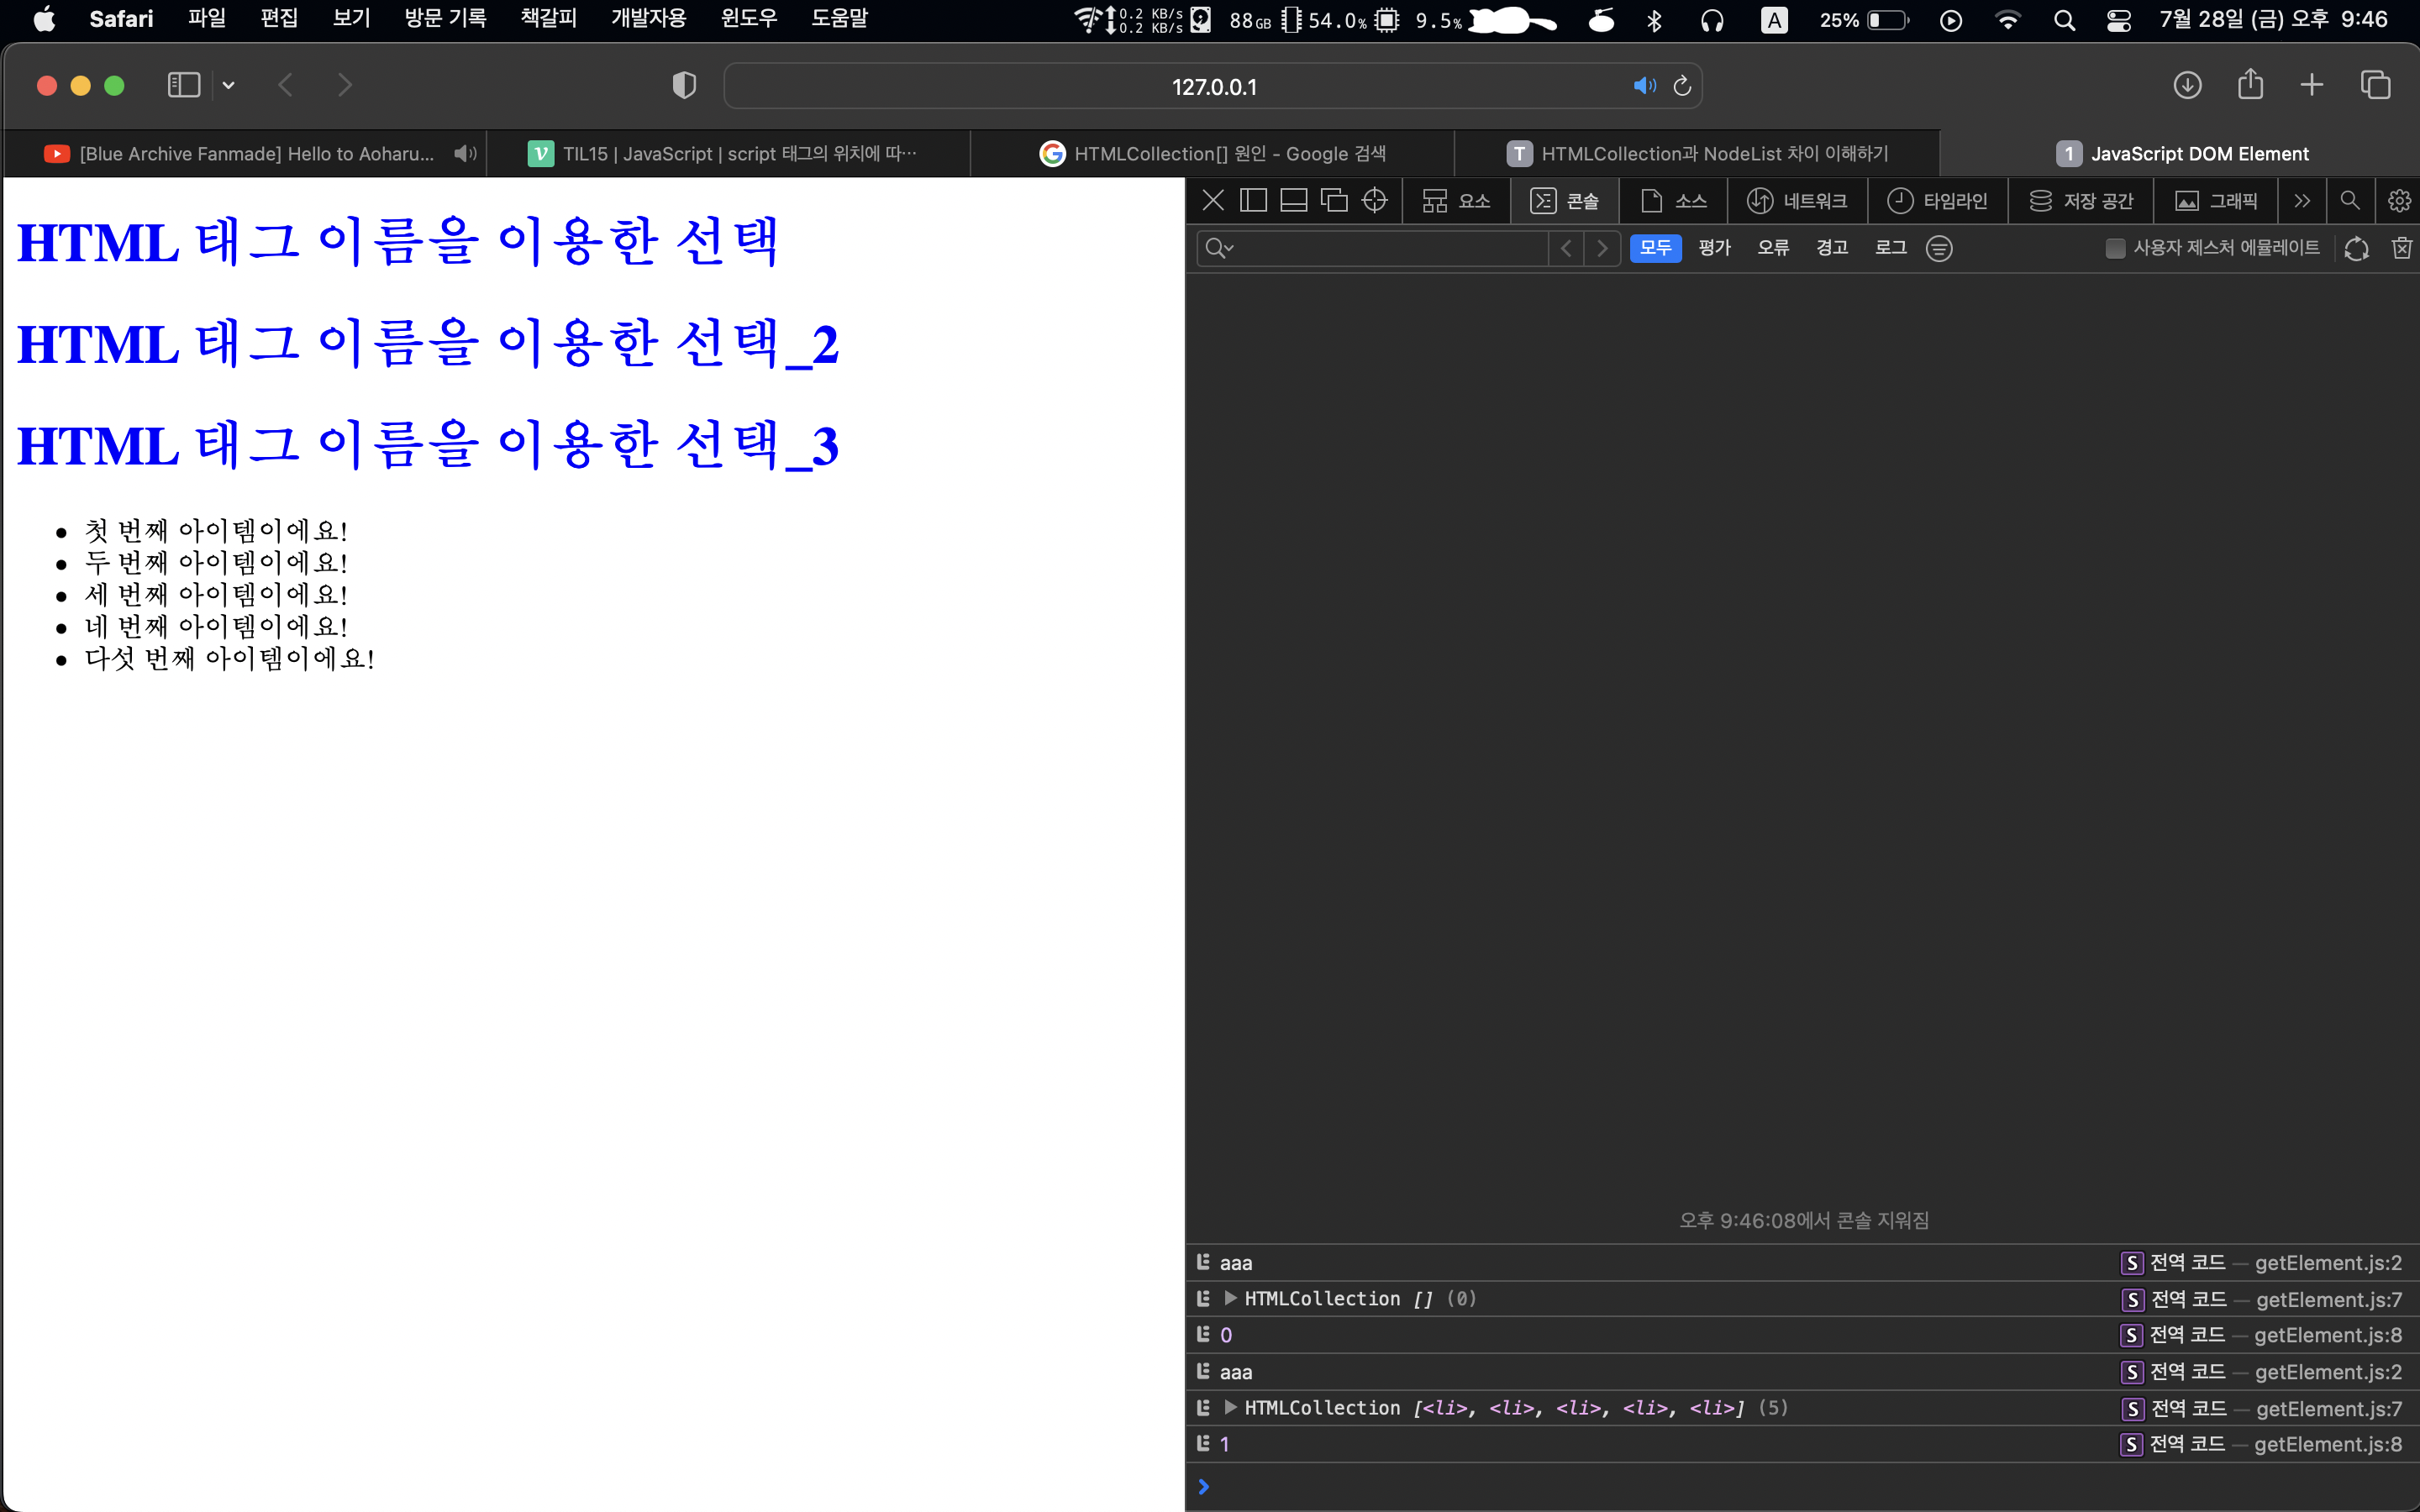 Safari 파일 편집 보기 방문 기록 책갈피 개발자용 윈도우 도움말 0.2 KB/s 0.2 KB/s 88GB 54.0% 9.5% A 25% 7월 28일 (금) 오후 9:46
127.0.0.1
[Blue Archive Fanmade] Hello to Aoharu... TIL15 | JavaScript | script 태그의 위치에 따… HTMLCollection[] 원인 - Google 검색 T HTMLCollection과 NodeList 차이 이해하기 1 JavaScript DOM Element
요소 콘솔 소스 네트워크 타임라인 저장 공간 그래픽
모두 평가 오류 경고 로그 사용자 제스처 에뮬레이트
HTML 태그 이름을 이용한 선택
HTML 태그 이름을 이용한 선택_2
HTML 태그 이름을 이용한 선택_3
첫 번째 아이템이에요!
두 번째 아이템이에요!
세 번째 아이템이에요!
네 번째 아이템이에요!
다섯 번째 아이템이에요!
오후 9:46:08에서 콘솔 지워짐
aaa S 전역 코드 — getElement.js:2
HTMLCollection [] (0) S 전역 코드 — getElement.js:7
0 S 전역 코드 — getElement.js:8
aaa S 전역 코드 — getElement.js:2
HTMLCollection [<li>, <li>, <li>, <li>, <li>] (5) S 전역 코드 — getElement.js:7
1 S 전역 코드 — getElement.js:8